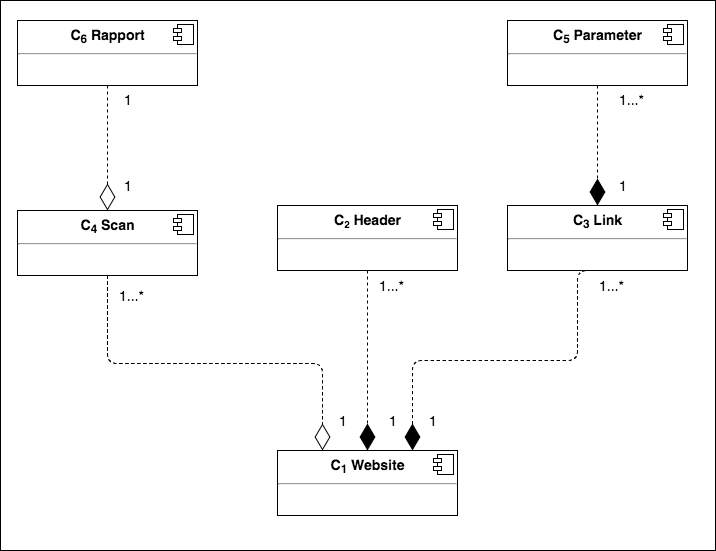 C₆ Rapport
C₅ Parameter
1
1...*
1
1
C₄ Scan
C₂ Header
C₃ Link
1...*
1...*
1...*
1
1
1
C₁ Website